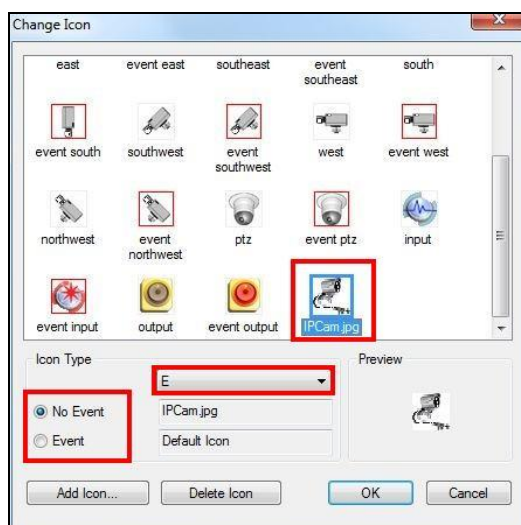 Change Icon
X
east event east southeast event southeast south
event south southwest event southwest west event west
northwest event northwest ptz event ptz input
event input output event output IPCam.jpg
Icon Type Preview
E
No Event IPCam.jpg
Event Default Icon
Add Icon... Delete Icon OK Cancel